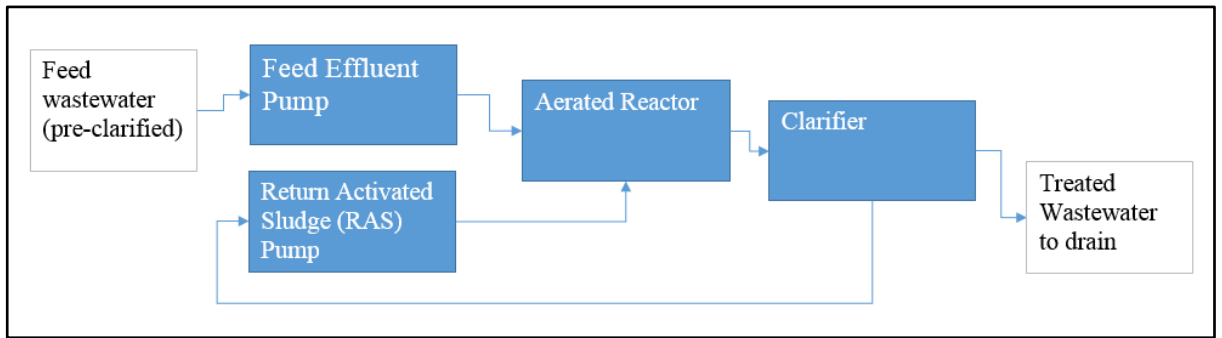 Feed
wastewater
(pre-clarified)
Feed Effluent
Pump
Aerated Reactor
Clarifier
Return Activated
Sludge (RAS)
Pump
Treated
Wastewater
to drain